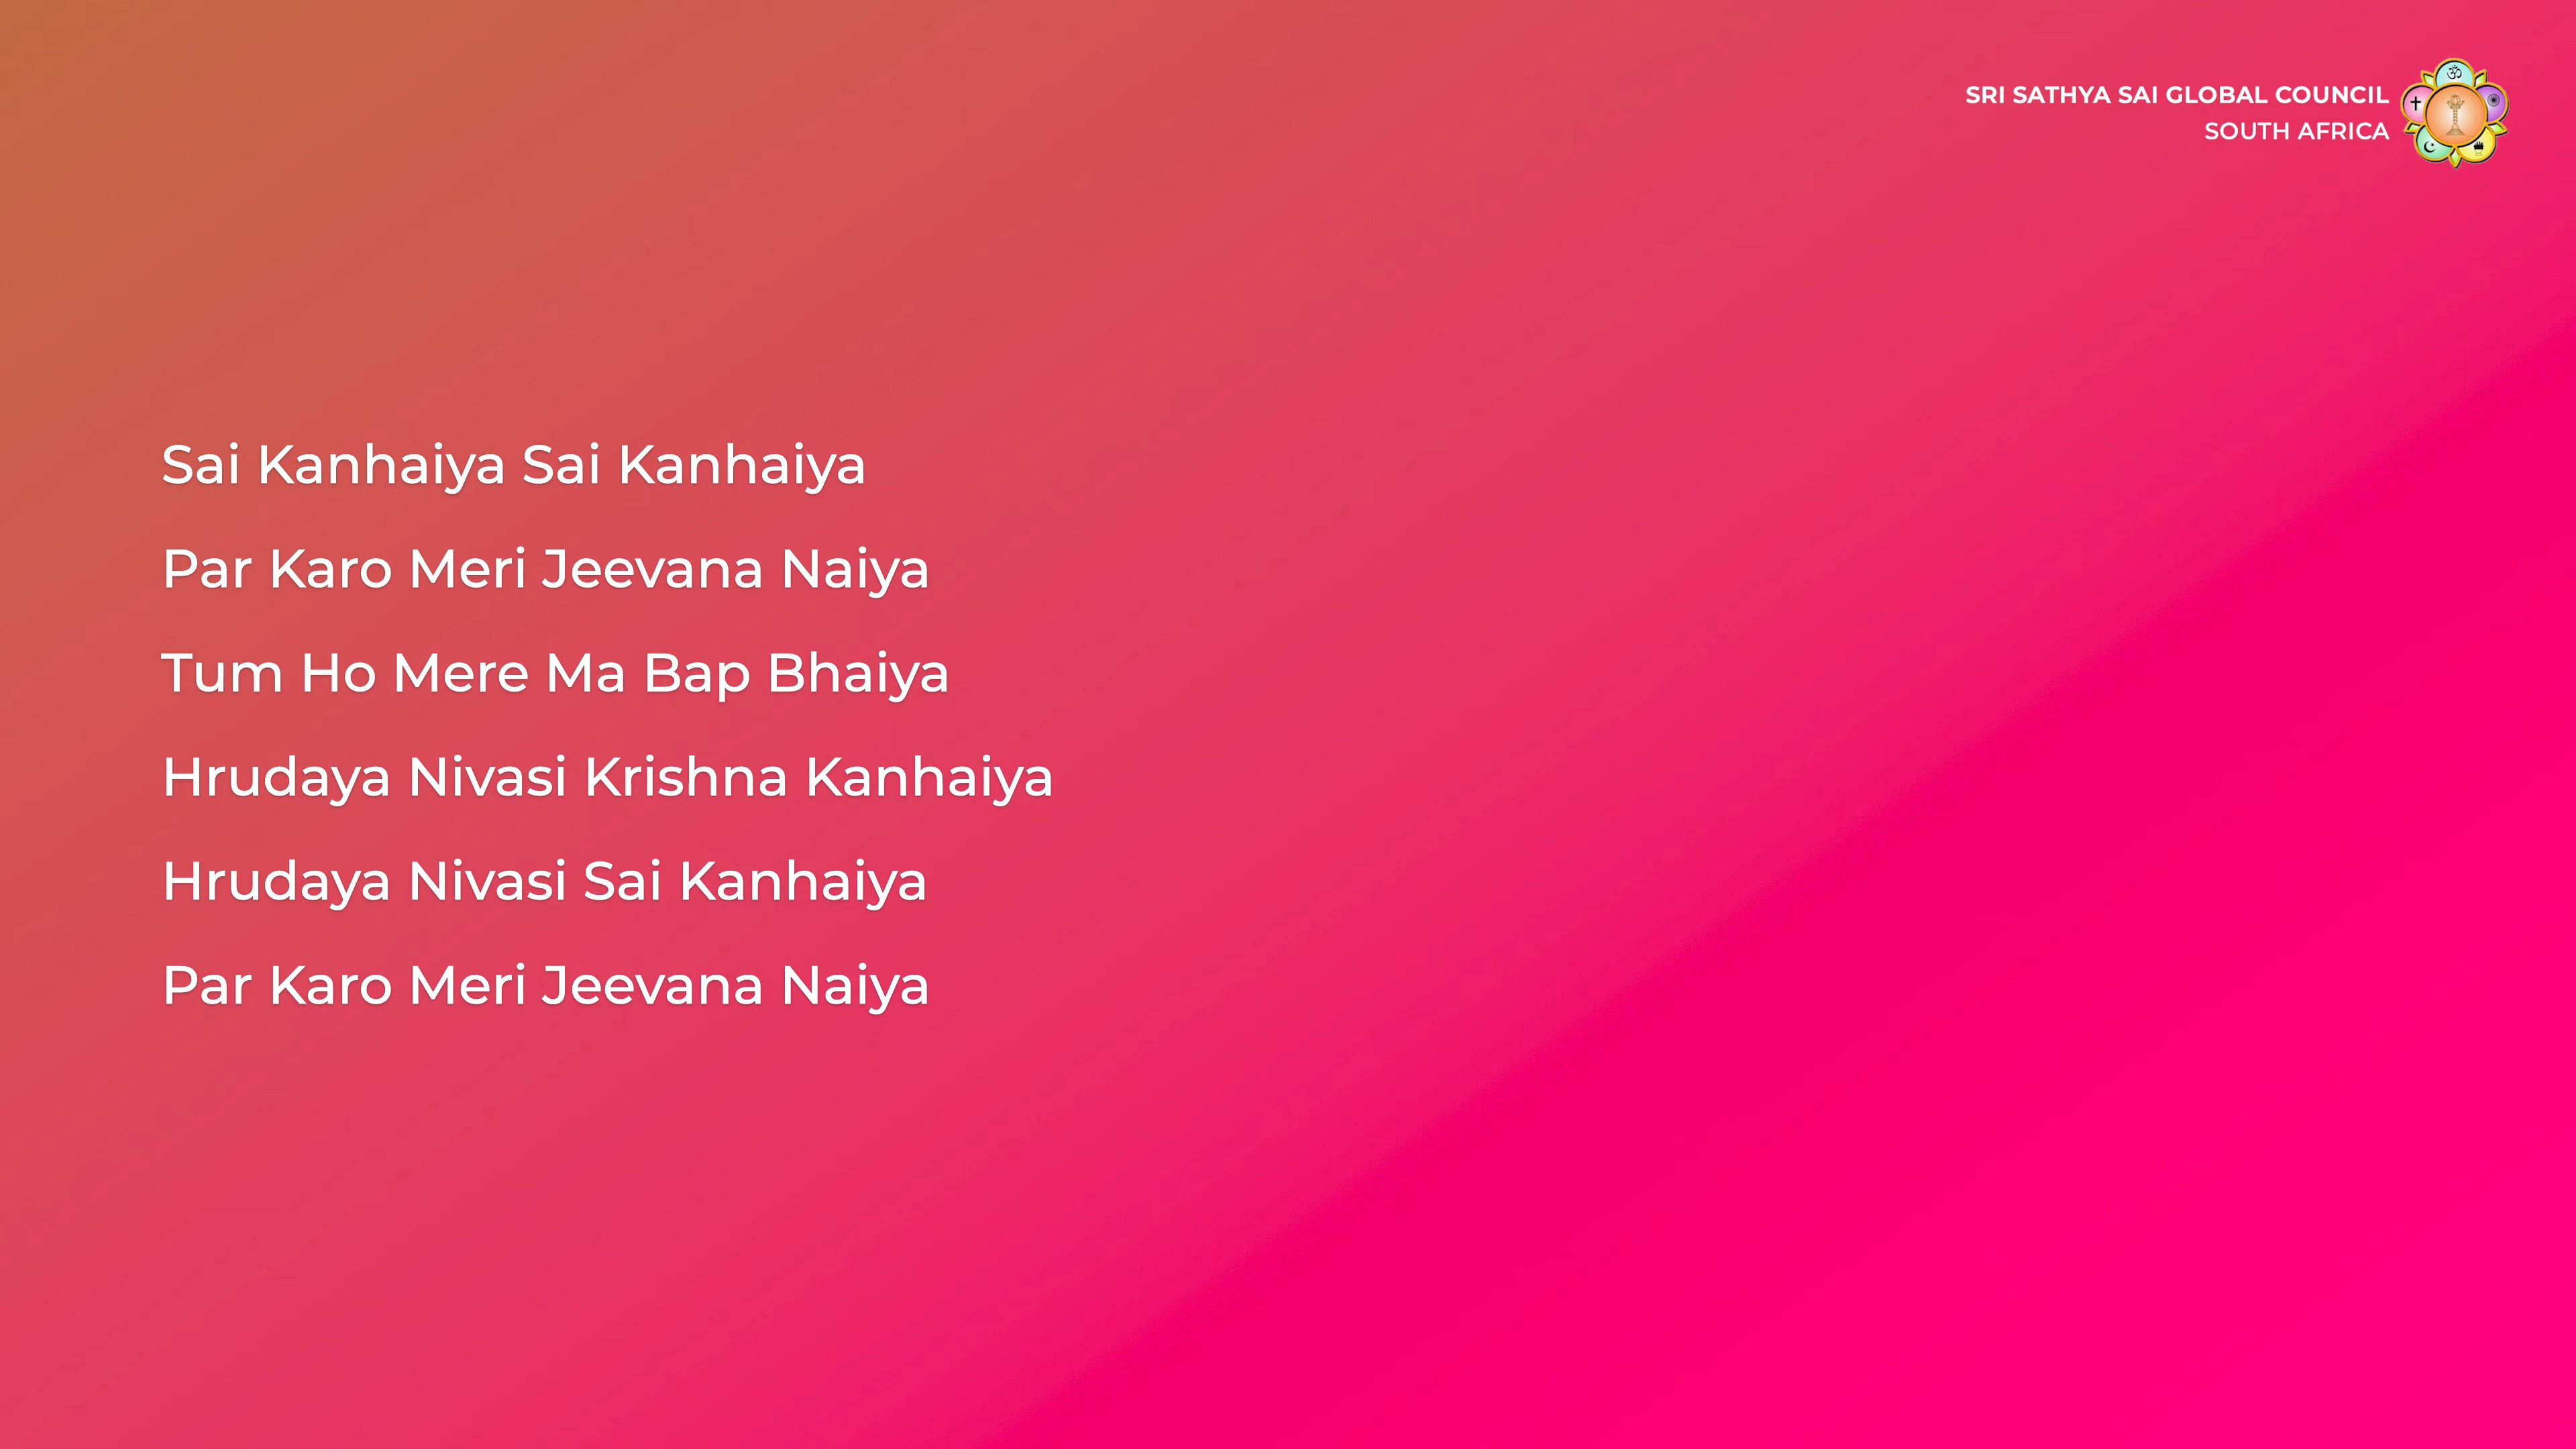 SRI SATHYA SAI GLOBAL COUNCIL
SOUTH AFRICA
Sai Kanhaiya Sai Kanhaiya
Par Karo Meri Jeevana Naiya
Tum Ho Mere Ma Bap Bhaiya
Hrudaya Nivasi Krishna Kanhaiya
Hrudaya Nivasi Sai Kanhaiya
Par Karo Meri Jeevana Naiya